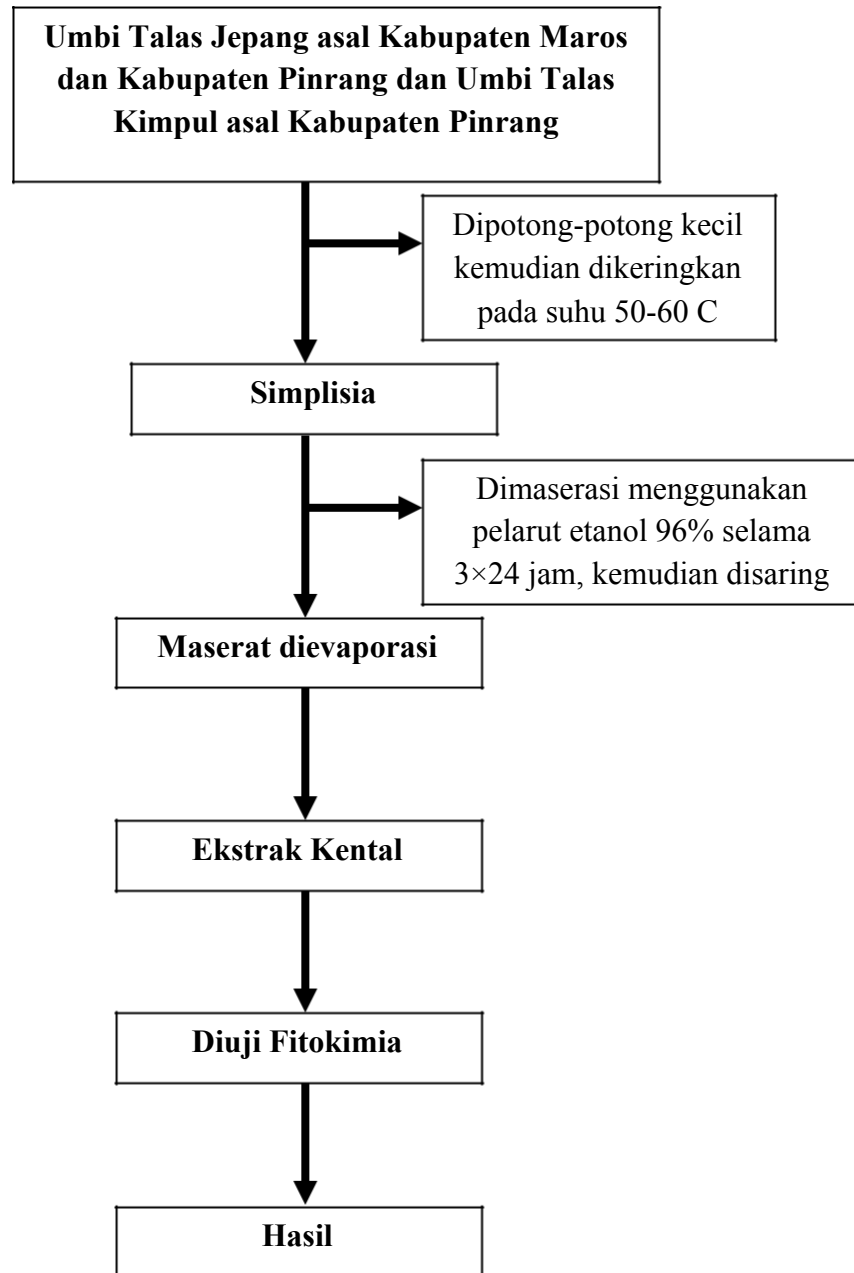 Umbi Talas Jepang asal Kabupaten Maros
dan Kabupaten Pinrang dan Umbi Talas
Kimpul asal Kabupaten Pinrang
Dipotong-potong kecil
kemudian dikeringkan
pada suhu 50-60 C
Simplisia
Dimaserasi menggunakan
pelarut etanol 96% selama
3×24 jam, kemudian disaring
Maserat dievaporasi
Ekstrak Kental
Diuji Fitokimia
Hasil